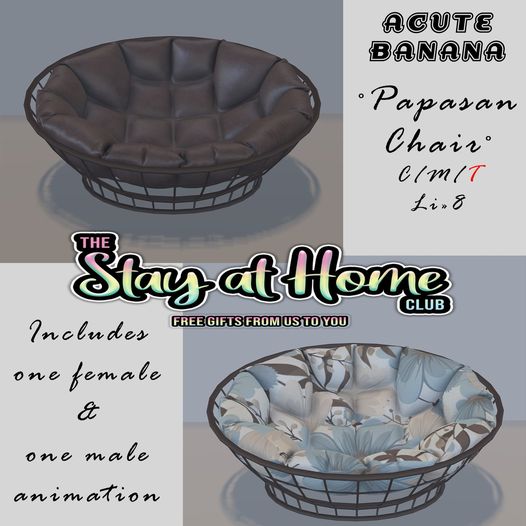 ACUTE
BANANA
°Papasan
Chair°
C/M/T
Li» 8
THE
Stay at Home
CLUB
FREE GIFTS FROM US TO YOU
Includes
one female
&
one male
animation